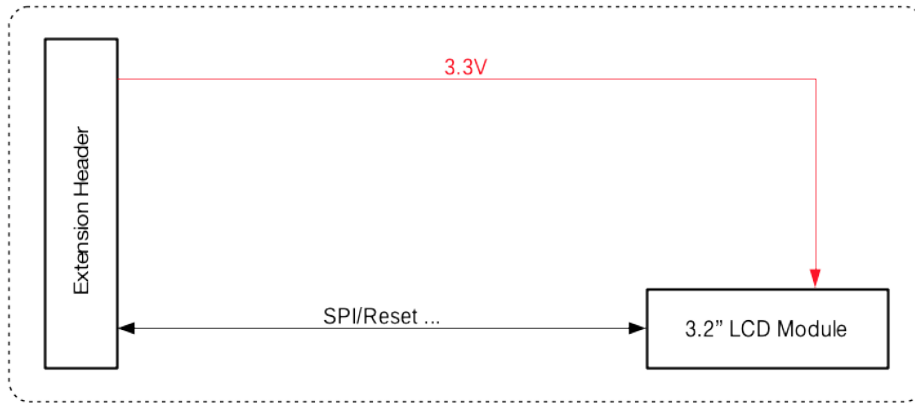 3.3V
Extension Header
SPI/Reset ...
3.2” LCD Module